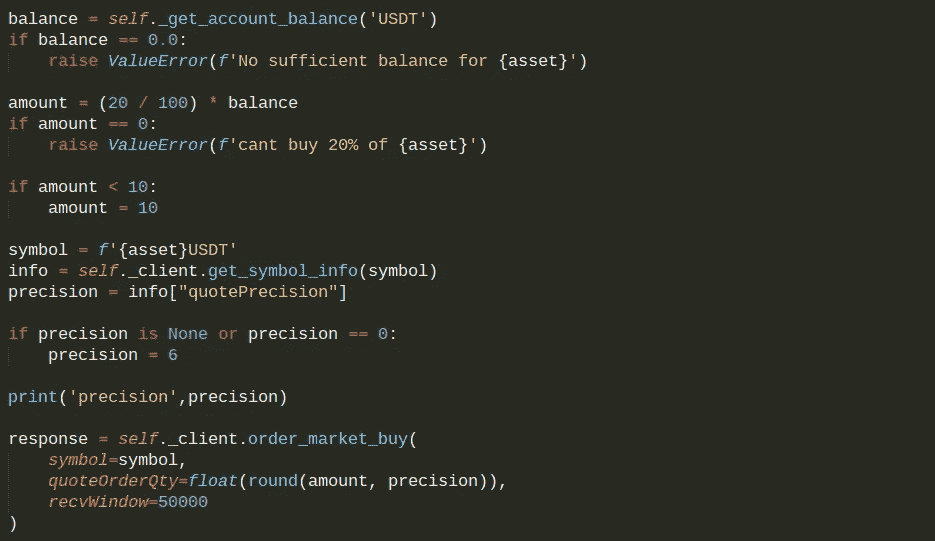 balance = self._get_account_balance('USDT')
if balance == 0.0:
    raise ValueError(f'No sufficient balance for {asset}')
amount = (20 / 100) * balance
if amount == 0:
    raise ValueError(f'cant buy 20% of {asset}')
if amount < 10:
    amount = 10
symbol = f'{asset}USDT'
info = self._client.get_symbol_info(symbol)
precision = info["quotePrecision"]
if precision is None or precision == 0:
    precision = 6
print('precision',precision)
response = self._client.order_market_buy(
    symbol=symbol,
    quoteOrderQty=float(round(amount, precision)),
    recvWindow=50000
)